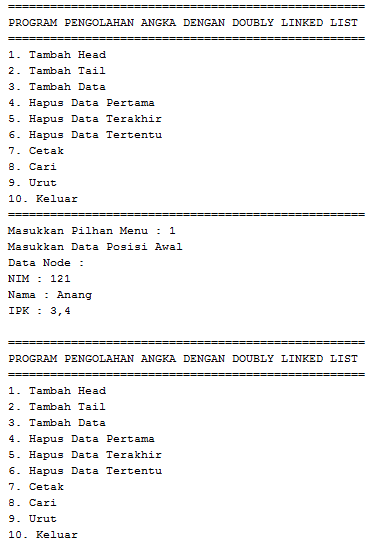 ===================================================
PROGRAM PENGOLAHAN ANGKA DENGAN DOUBLY LINKED LIST
===================================================
1. Tambah Head
2. Tambah Tail
3. Tambah Data
4. Hapus Data Pertama
5. Hapus Data Terakhir
6. Hapus Data Tertentu
7. Cetak
8. Cari
9. Urut
10. Keluar
===================================================
Masukkan Pilhan Menu : 1
Masukkan Data Posisi Awal
Data Node :
NIM : 121
Nama : Anang
IPK : 3,4
===================================================
PROGRAM PENGOLAHAN ANGKA DENGAN DOUBLY LINKED LIST
===================================================
1. Tambah Head
2. Tambah Tail
3. Tambah Data
4. Hapus Data Pertama
5. Hapus Data Terakhir
6. Hapus Data Tertentu
7. Cetak
8. Cari
9. Urut
10. Keluar